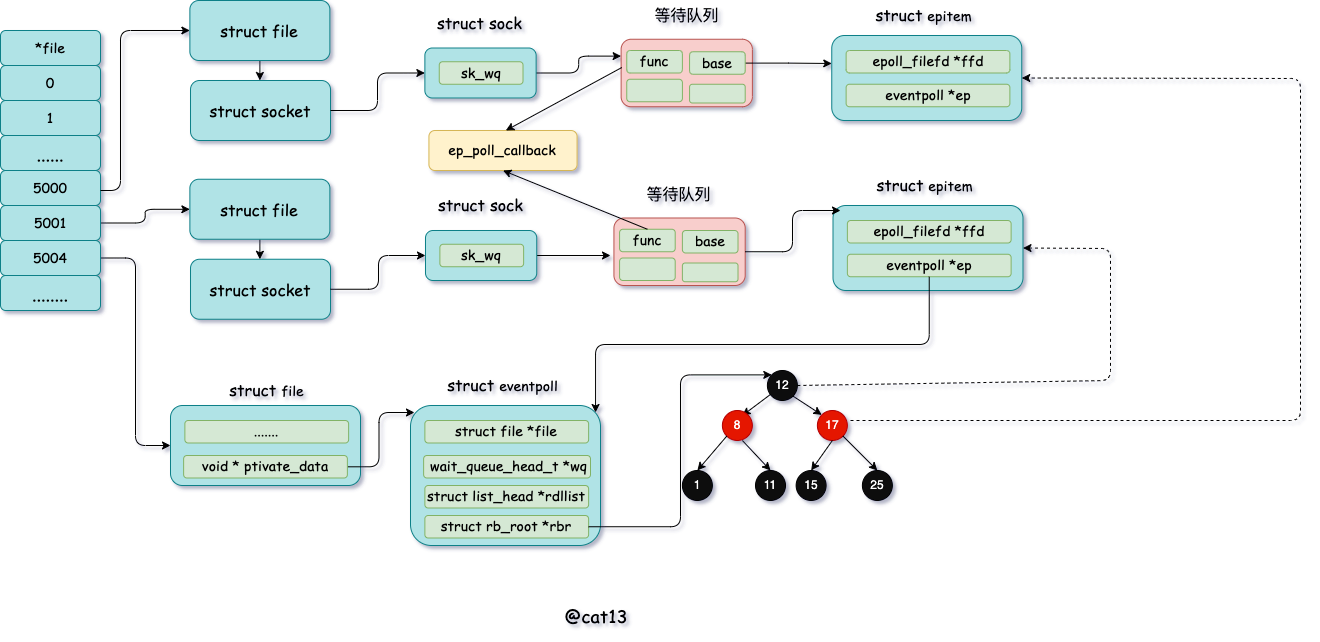 *file
0
1
......
5000
5001
5004
........
struct file
struct socket
struct sock
sk_wq
等待队列
func
base
struct epitem
epoll_filefd *ffd
eventpoll *ep
ep_poll_callback
struct file
struct socket
struct sock
sk_wq
等待队列
func
base
struct epitem
epoll_filefd *ffd
eventpoll *ep
struct file
.......
void * ptivate_data
struct eventpoll
struct file *file
wait_queue_head_t *wq
struct list_head *rdllist
struct rb_root *rbr
12
8
17
1
11
15
25
@cat13